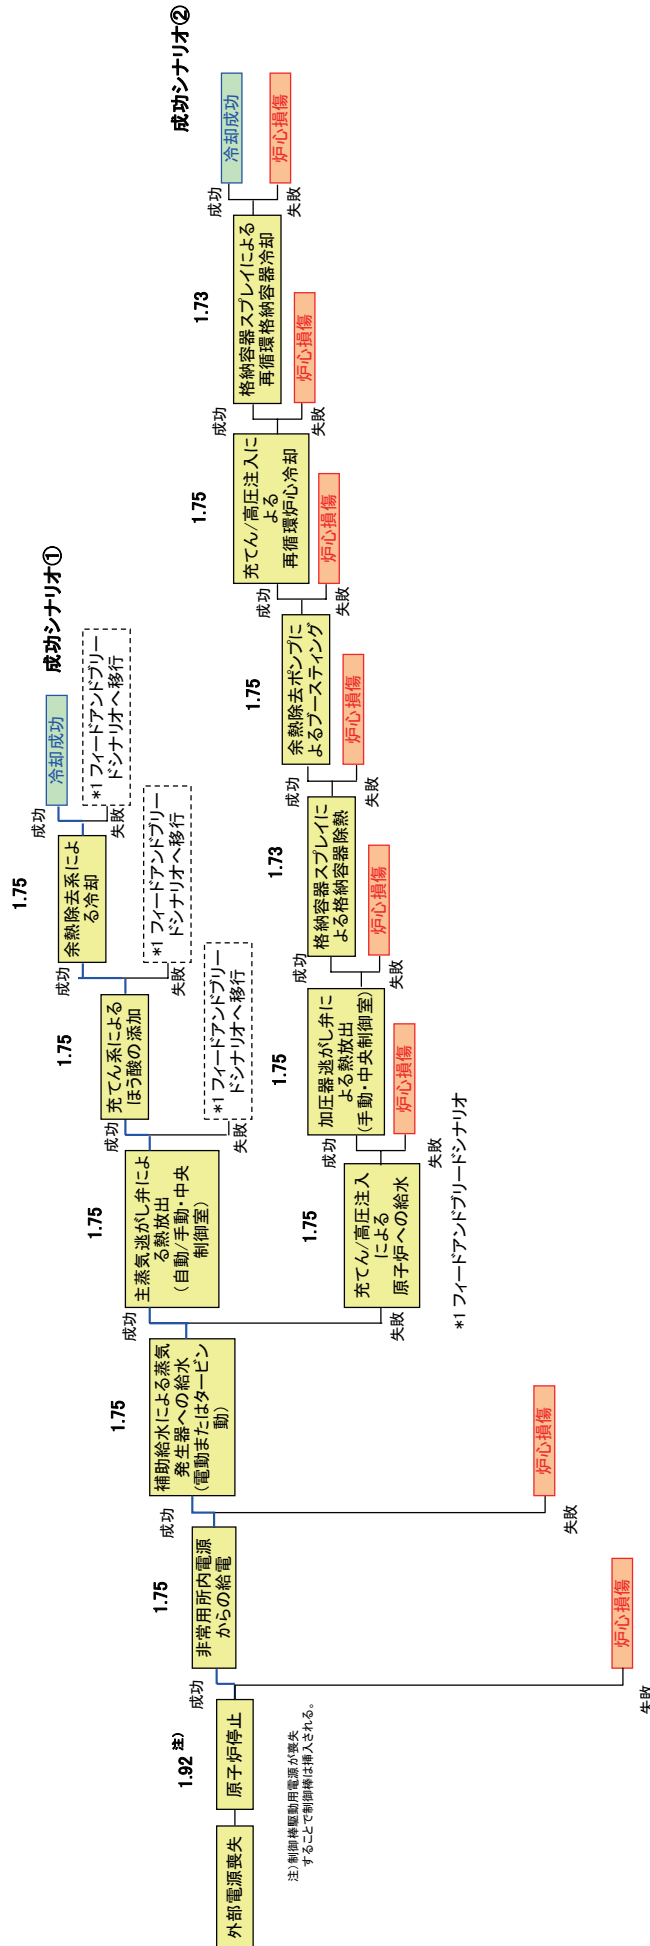 外部電源喪失
1.92 注)
原子炉停止
注)制御棒駆動用電源が喪失
することで制御棒は挿入される。
成功
失敗
炉心損傷
1.75
非常用所内電源
からの給電
成功
失敗
炉心損傷
1.75
補助給水による蒸気
発生器への給水
(電動またはタービン
動)
成功
失敗
1.75
主蒸気逃がし弁によ
る熱放出
(自動/手動・中央
制御室)
成功
失敗
*1 フィードアンドブリー
ドシナリオへ移行
1.75
充てん系による
ほう酸の添加
成功
失敗
*1 フィードアンドブリー
ドシナリオへ移行
1.75
余熱除去系によ
る冷却
成功
失敗
*1 フィードアンドブリー
ドシナリオへ移行
冷却成功
成功シナリオ①
1.75
充てん/高圧注入
による
原子炉への給水
*1 フィードアンドブリードシナリオ
成功
失敗
炉心損傷
1.75
加圧器逃がし弁に
よる熱放出
(手動・中央制御室)
成功
失敗
炉心損傷
1.73
格納容器スプレイに
よる格納容器除熱
成功
失敗
炉心損傷
1.75
余熱除去ポンプに
よるブースティング
成功
失敗
炉心損傷
1.75
充てん/高圧注入に
よる
再循環炉心冷却
成功
失敗
炉心損傷
1.73
格納容器スプレイによる
再循環格納容器冷却
成功
失敗
冷却成功
炉心損傷
成功シナリオ②